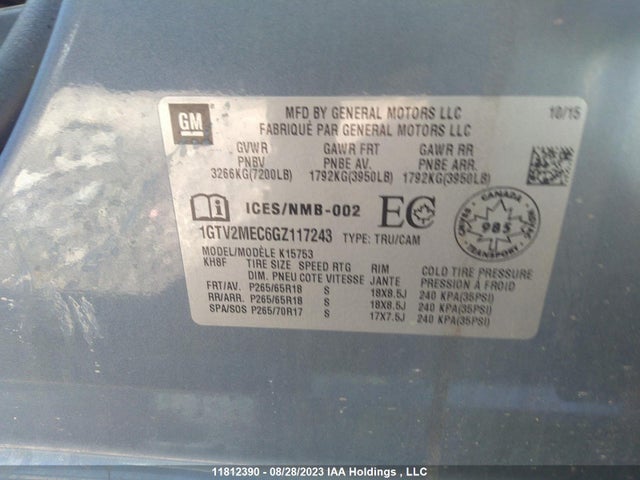 GM
MFD BY GENERAL MOTORS LLC 10/15
FABRIQUÉ PAR GENERAL MOTORS LLC
GVWR GAWR FRT GAWR RR
PNBV PNBE AV. PNBE ARR.
3266KG(7200LB) 1792KG(3950LB) 1792KG(3950LB)
ICES/NMB-002 EC
CANADA
985
TRANSPORT
1GTV2MEC6GZ117243 TYPE: TRU/CAM
MODEL/MODÈLE K15753
KH8F TIRE SIZE SPEED RTG RIM COLD TIRE PRESSURE
DIM. PNEU COTE VITESSE JANTE PRESSION À FROID
FRT/AV. P265/65R18 S 18X8.5J 240 KPA(35PSI)
RR/ARR. P265/65R18 S 18X8.5J 240 KPA(35PSI)
SPA/SOS P265/70R17 S 17X7.5J 240 KPA(35PSI)
11812390 - 08/28/2023 IAA Holdings , LLC